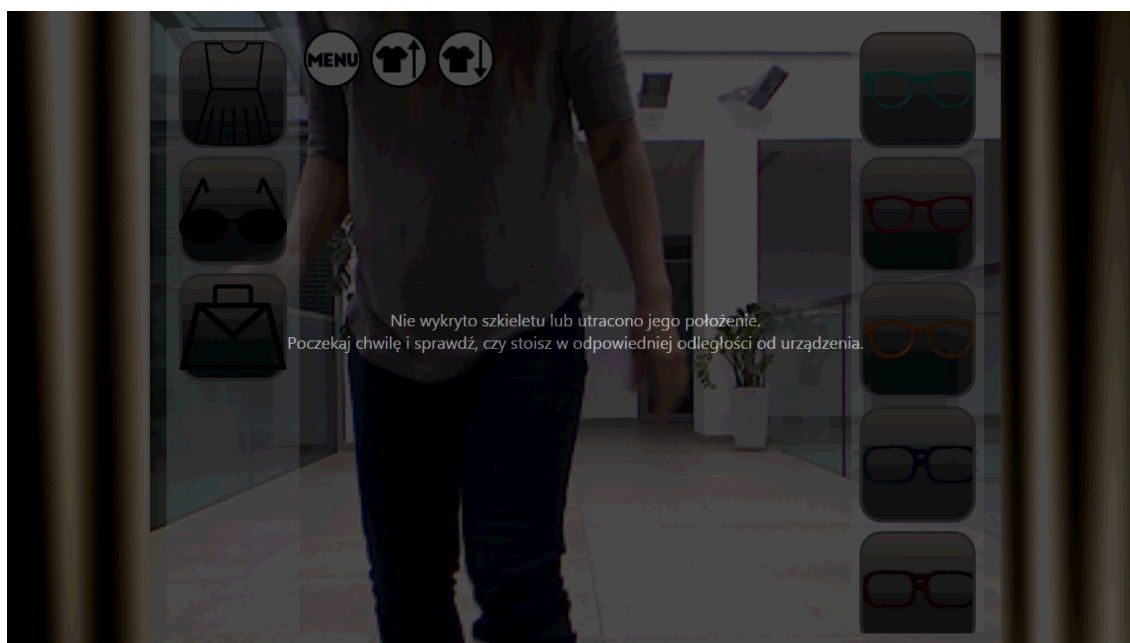 MENU
Nie wykryto szkieletu lub utracono jego położenie.
Poczekaj chwilę i sprawdź, czy stoisz w odpowiedniej odległości od urządzenia.